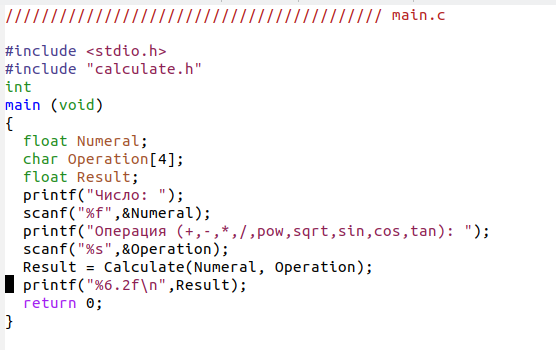 ////////////////////////////////////////// main.c
#include <stdio.h>
#include "calculate.h"
int
main (void)
{
  float Numeral;
  char Operation[4];
  float Result;
  printf("Число: ");
  scanf("%f",&Numeral);
  printf("Операция (+,-,*,/,pow,sqrt,sin,cos,tan): ");
  scanf("%s",&Operation);
  Result = Calculate(Numeral, Operation);
  printf("%6.2f\n",Result);
  return 0;
}